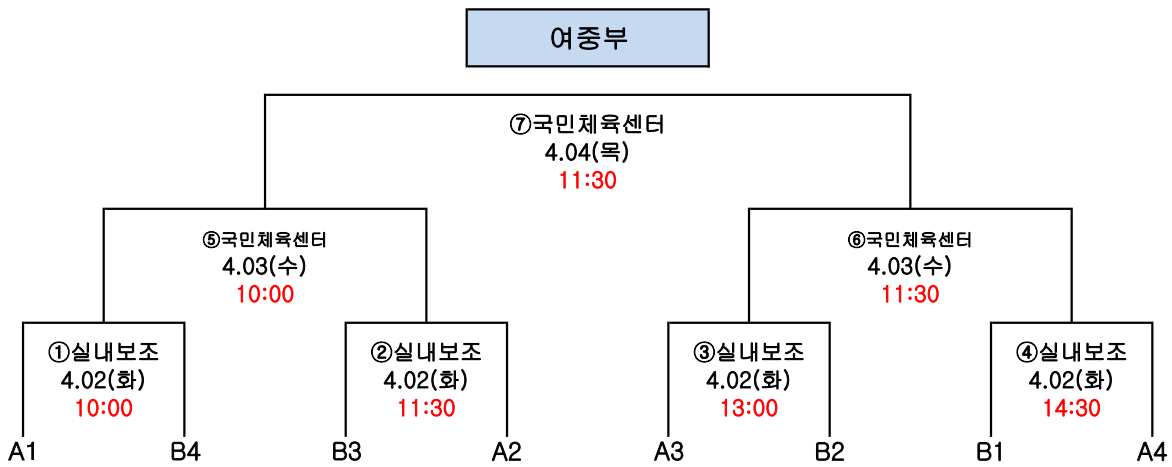 여중부
⑦국민체육센터
4.04(목)
11:30
⑤국민체육센터
4.03(수)
10:00
⑥국민체육센터
4.03(수)
11:30
①실내보조
4.02(화)
10:00
②실내보조
4.02(화)
11:30
③실내보조
4.02(화)
13:00
④실내보조
4.02(화)
14:30
A1 B4 B3 A2 A3 B2 B1 A4